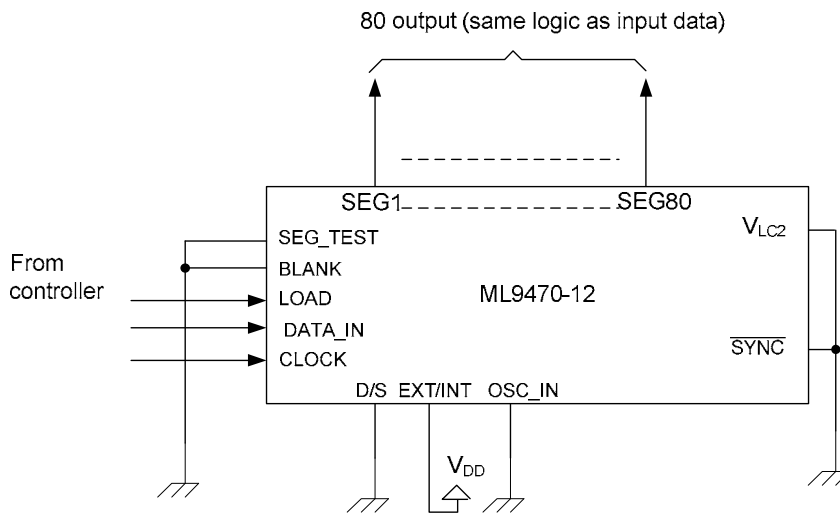 80 output (same logic as input data)
SEG1
SEG80
SEG_TEST
BLANK
LOAD
DATA_IN
CLOCK
From
controller
ML9470-12
VLC2
SYNC
D/S EXT/INT OSC_IN
VDD